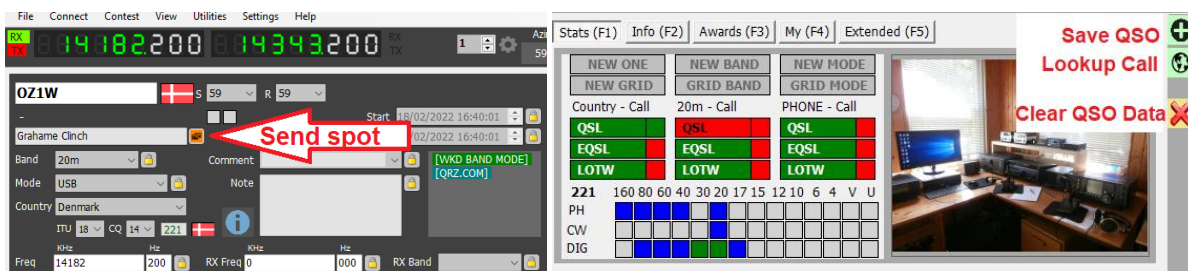 File Connect Contest View Utilities Settings Help
RX TX 14182.200 14343.200 RX TX 1 Azi
59
OZ1W S 59 R 59
-
Start 18/02/2022 16:40:01
Grahame Clinch Send spot /02/2022 16:40:01
Band 20m Comment [WKD BAND MODE]
[QRZ.COM]
Mode USB Note
Country Denmark
ITU 18 CQ 14 221
KHz Hz KHz Hz
Freq 14182 200 RX Freq 0 000 RX Band
Stats (F1) Info (F2) Awards (F3) My (F4) Extended (F5)
Save QSO
Lookup Call
Clear QSO Data
NEW ONE NEW BAND NEW MODE
NEW GRID GRID BAND GRID MODE
Country - Call 20m - Call PHONE - Call
QSL QSL QSL
EQSL EQSL EQSL
LOTW LOTW LOTW
221 160 80 60 40 30 20 17 15 12 10 6 4 V U
PH
CW
DIG